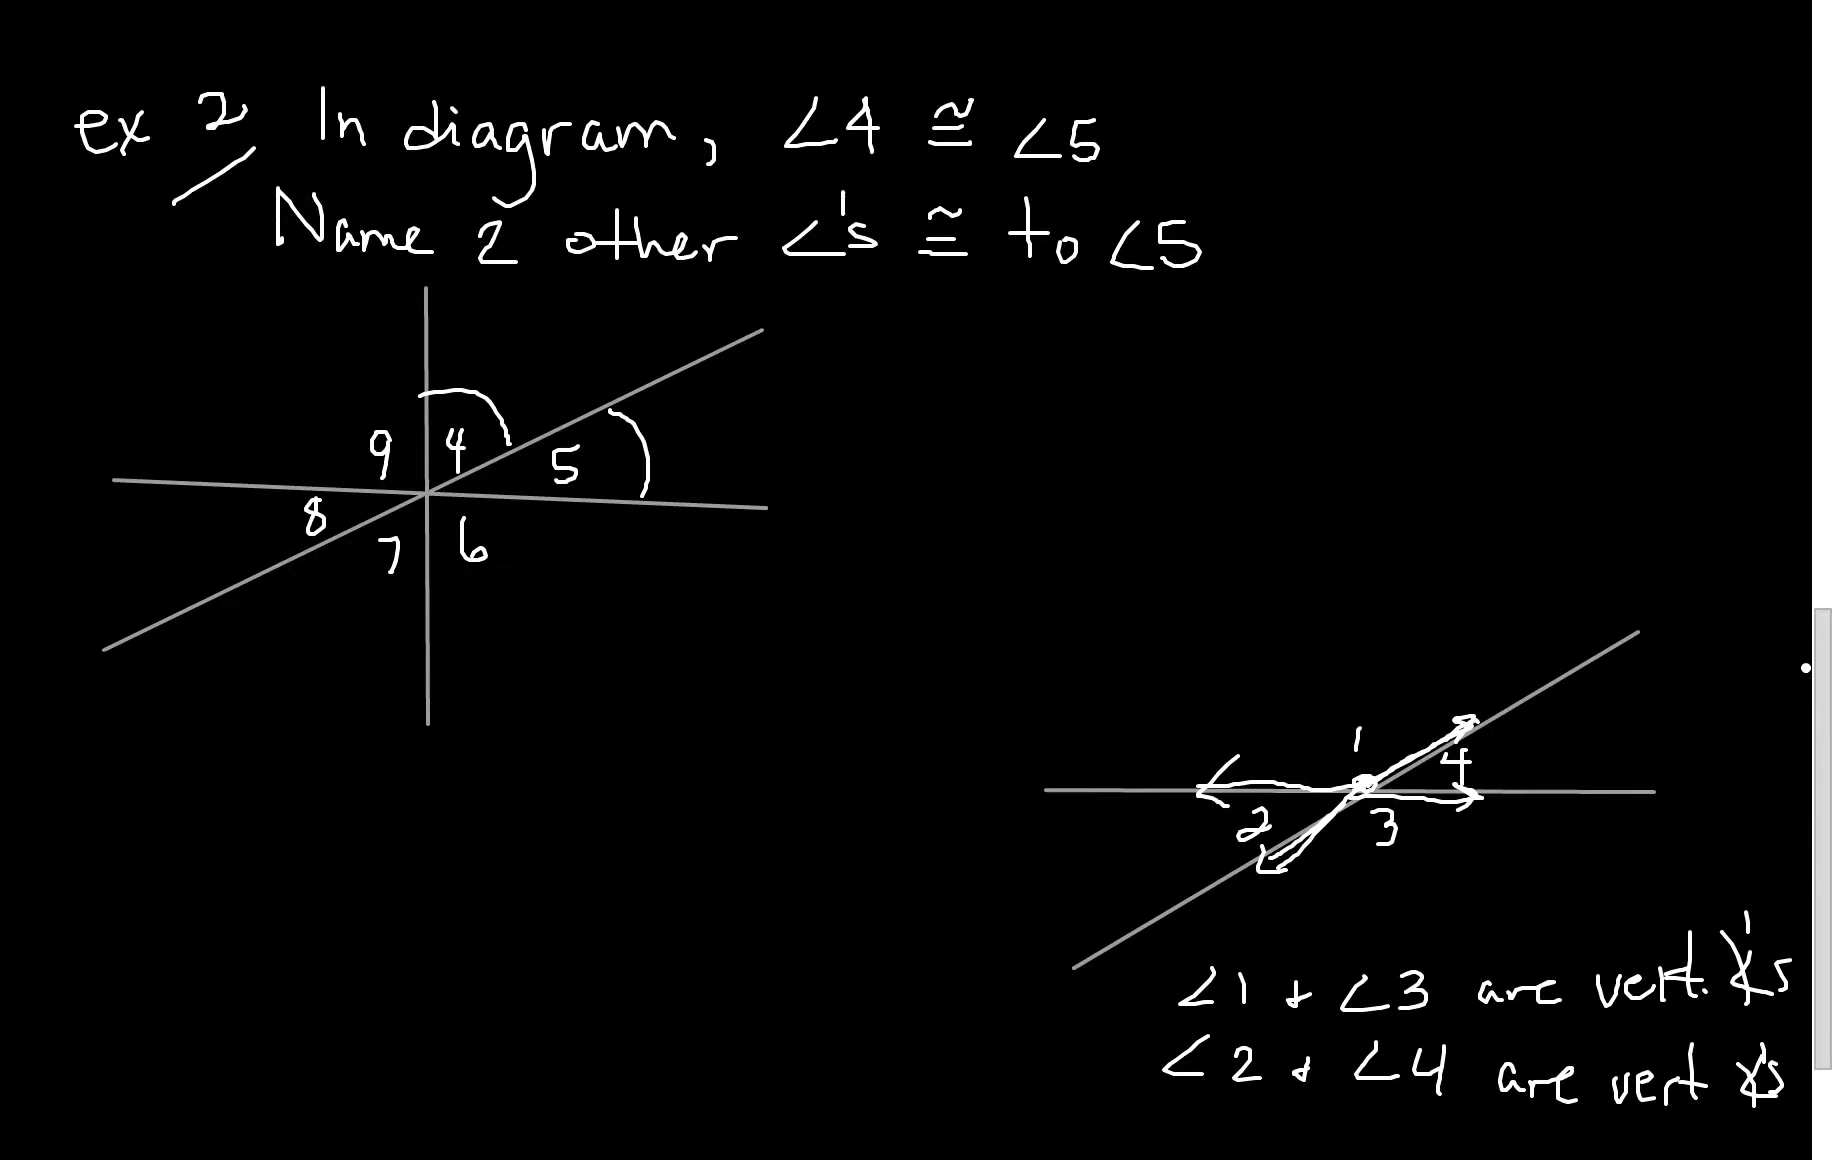 ex 2 In diagram, ∠4 ≅ ∠5
Name 2 other ∠'s ≅ to ∠5
9 4 5
8 7 6
1 4
2 3
∠1 + ∠3 are vert. ∠'s
∠2 + ∠4 are vert ∠'s